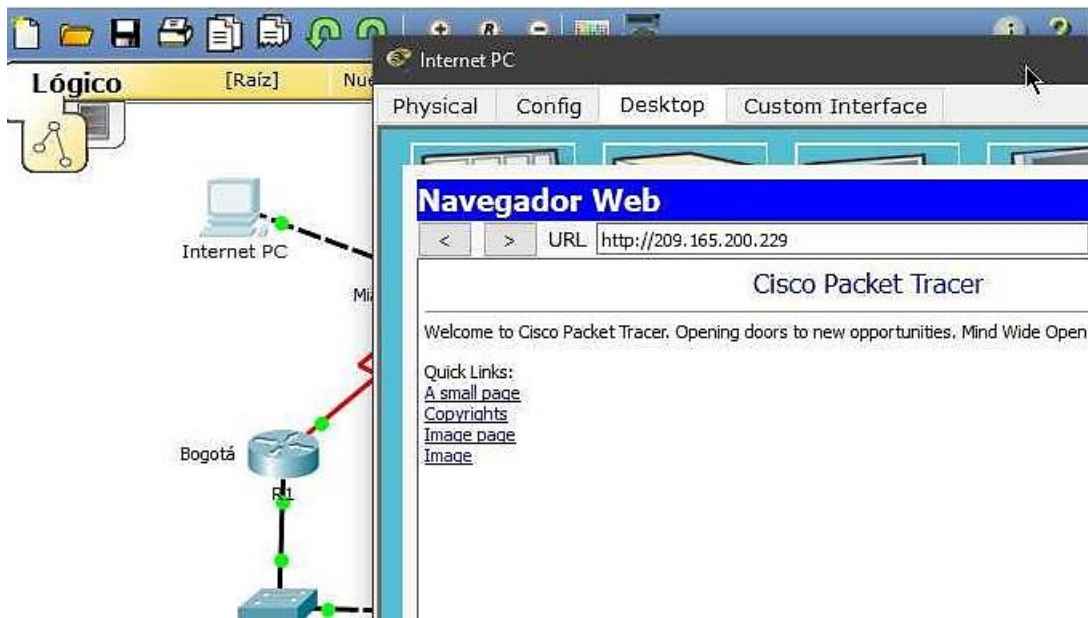 Internet PC
Lógico
[Raíz]
Physical Config Desktop Custom Interface
Navegador Web
< > URL http://209.165.200.229
Internet PC
Cisco Packet Tracer
Welcome to Cisco Packet Tracer. Opening doors to new opportunities. Mind Wide Open
Quick Links:
A small page
Copyrights
Image page
Image
Bogotá
R1